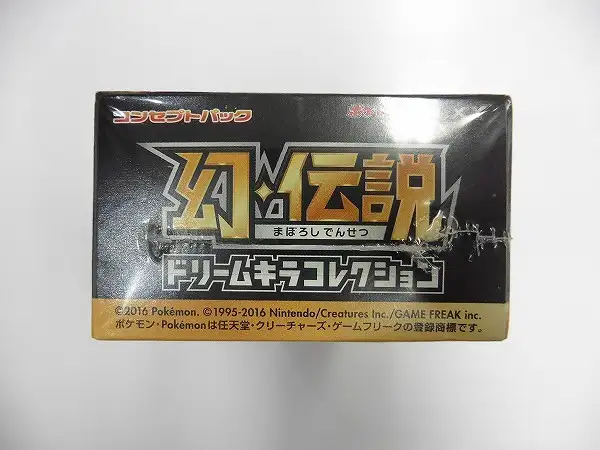 コンセプトパック
幻・伝説
まぼろし でんせつ
ドリームキラコレクション
©2016 Pokémon. ©1995-2016 Nintendo/Creatures Inc./GAME FREAK inc.
ポケモン・Pokémonは任天堂・クリーチャーズ・ゲームフリークの登録商標です。